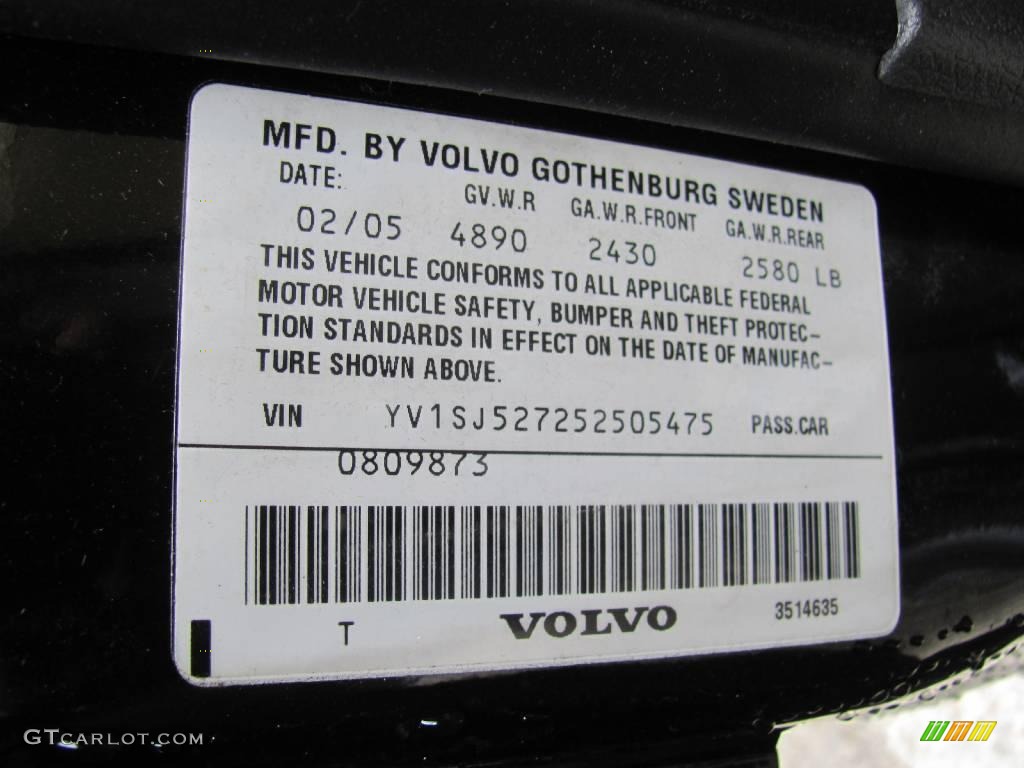 MFD. BY VOLVO GOTHENBURG SWEDEN
DATE: GV.W.R GA.W.R.FRONT GA.W.R.REAR
02/05 4890 2430 2580 LB
THIS VEHICLE CONFORMS TO ALL APPLICABLE FEDERAL
MOTOR VEHICLE SAFETY, BUMPER AND THEFT PROTEC-
TION STANDARDS IN EFFECT ON THE DATE OF MANUFAC-
TURE SHOWN ABOVE.
VIN YV1SJ527252505475 PASS.CAR
0809873
T VOLVO 3514635
GTCARLOT.COM